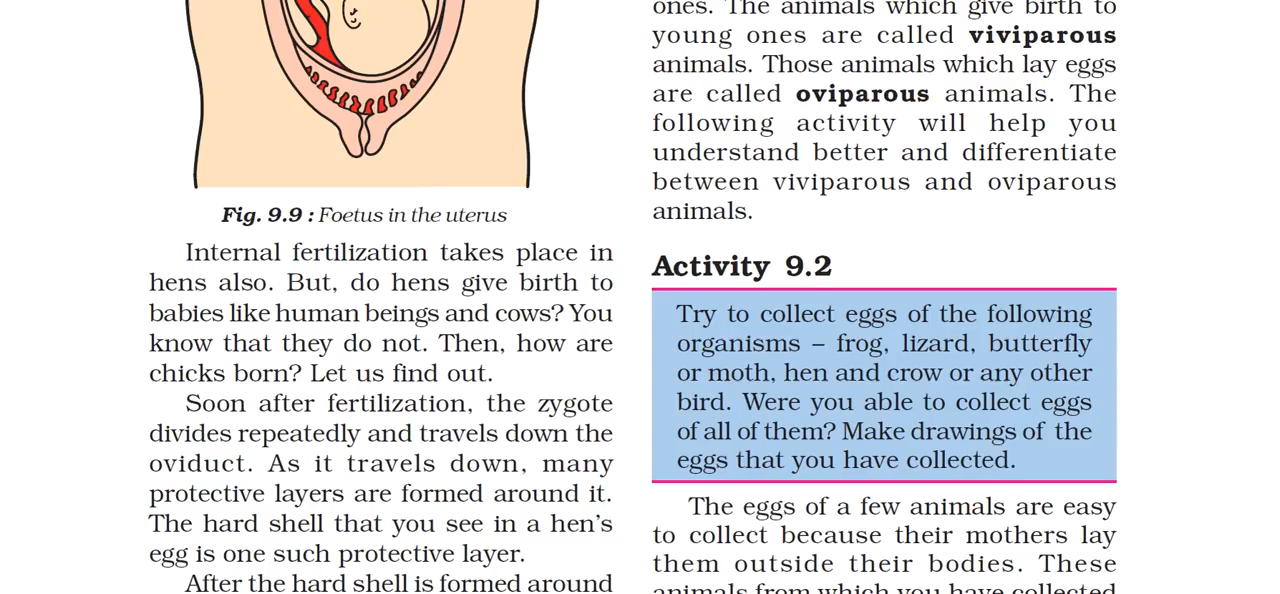 Fig. 9.9 : Foetus in the uterus
Internal fertilization takes place in
hens also. But, do hens give birth to
babies like human beings and cows? You
know that they do not. Then, how are
chicks born? Let us find out.
Soon after fertilization, the zygote
divides repeatedly and travels down the
oviduct. As it travels down, many
protective layers are formed around it.
The hard shell that you see in a hen's
egg is one such protective layer.
After the hard shell is formed around
ones. The animals which give birth to
young ones are called viviparous
animals. Those animals which lay eggs
are called oviparous animals. The
following activity will help you
understand better and differentiate
between viviparous and oviparous
animals.
Activity 9.2
Try to collect eggs of the following
organisms – frog, lizard, butterfly
or moth, hen and crow or any other
bird. Were you able to collect eggs
of all of them? Make drawings of the
eggs that you have collected.
The eggs of a few animals are easy
to collect because their mothers lay
them outside their bodies. These
animals from which you have collected